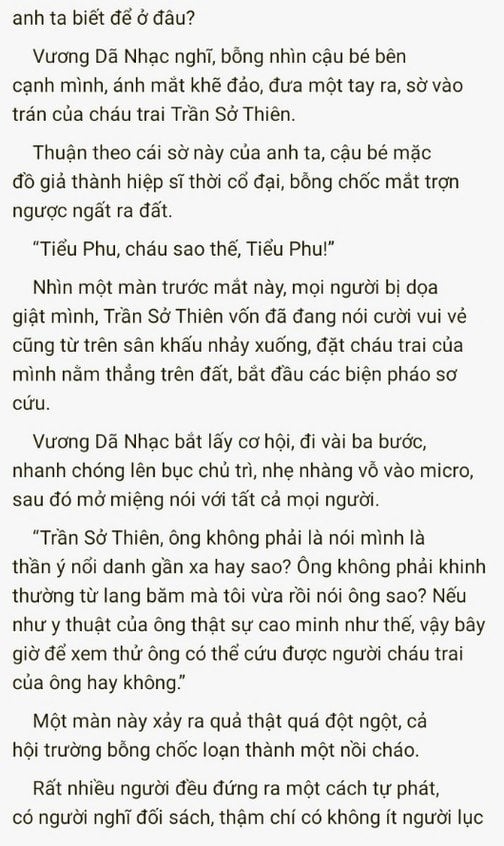 anh ta biết để ở đâu?
Vương Dã Nhạc nghĩ, bỗng nhìn cậu bé bên
cạnh mình, ánh mắt khẽ đảo, đưa một tay ra, sờ vào
trán của cháu trai Trần Sở Thiên.
Thuận theo cái sờ này của anh ta, cậu bé mặc
đồ giả thành hiệp sĩ thời cổ đại, bỗng chốc mắt trợn
ngược ngất ra đất.
“Tiểu Phu, cháu sao thế, Tiểu Phu!”
Nhìn một màn trước mắt này, mọi người bị dọa
giật mình, Trần Sở Thiên vốn đã đang nói cười vui vẻ
cũng từ trên sân khấu nhảy xuống, đặt cháu trai của
mình nằm thẳng trên đất, bắt đầu các biện pháo sơ
cứu.
Vương Dã Nhạc bắt lấy cơ hội, đi vài ba bước,
nhanh chóng lên bục chủ trì, nhẹ nhàng vỗ vào micro,
sau đó mở miệng nói với tất cả mọi người.
“Trần Sở Thiên, ông không phải là nói mình là
thần ý nổi danh gần xa hay sao? Ông không phải khinh
thường từ lang băm mà tôi vừa rồi nói ông sao? Nếu
như y thuật của ông thật sự cao minh như thế, vậy bây
giờ để xem thử ông có thể cứu được người cháu trai
của ông hay không.”
Một màn này xảy ra quả thật quá đột ngột, cả
hội trường bỗng chốc loạn thành một nồi cháo.
Rất nhiều người đều đứng ra một cách tự phát,
có người nghĩ đối sách, thậm chí có không ít người lục